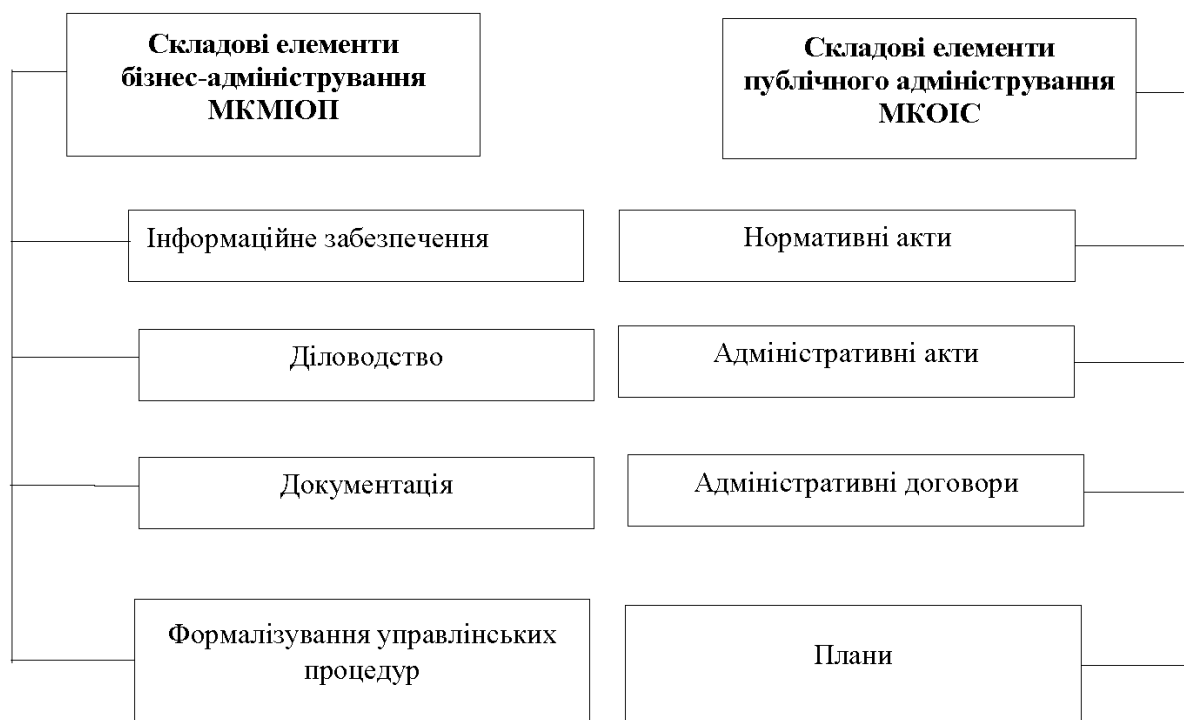 Складові елементи
бізнес-адміністрування
МКМІОП
Складові елементи
публічного адміністрування
МКОІС
Інформаційне забезпечення
Нормативні акти
Діловодство
Адміністративні акти
Документація
Адміністративні договори
Формалізування управлінських
процедур
Плани